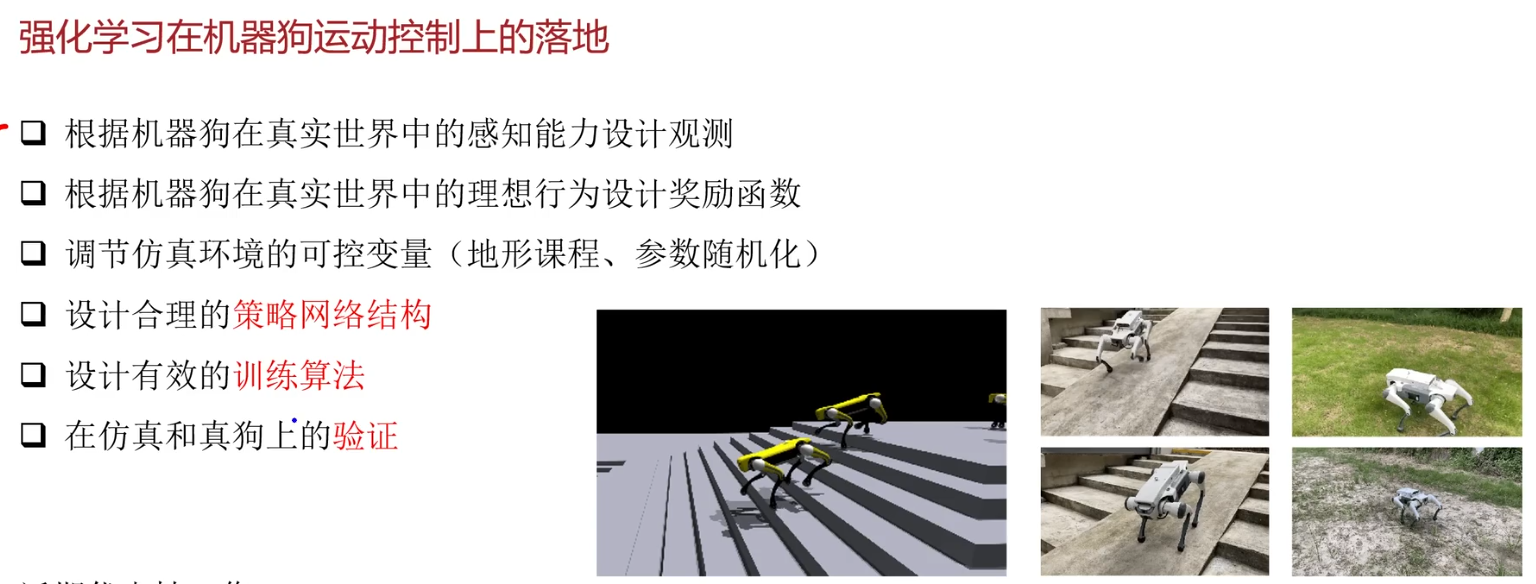 强化学习在机器狗运动控制上的落地
根据机器狗在真实世界中的感知能力设计观测
根据机器狗在真实世界中的理想行为设计奖励函数
调节仿真环境的可控变量（地形课程、参数随机化）
设计合理的策略网络结构
设计有效的训练算法
在仿真和真狗上的验证